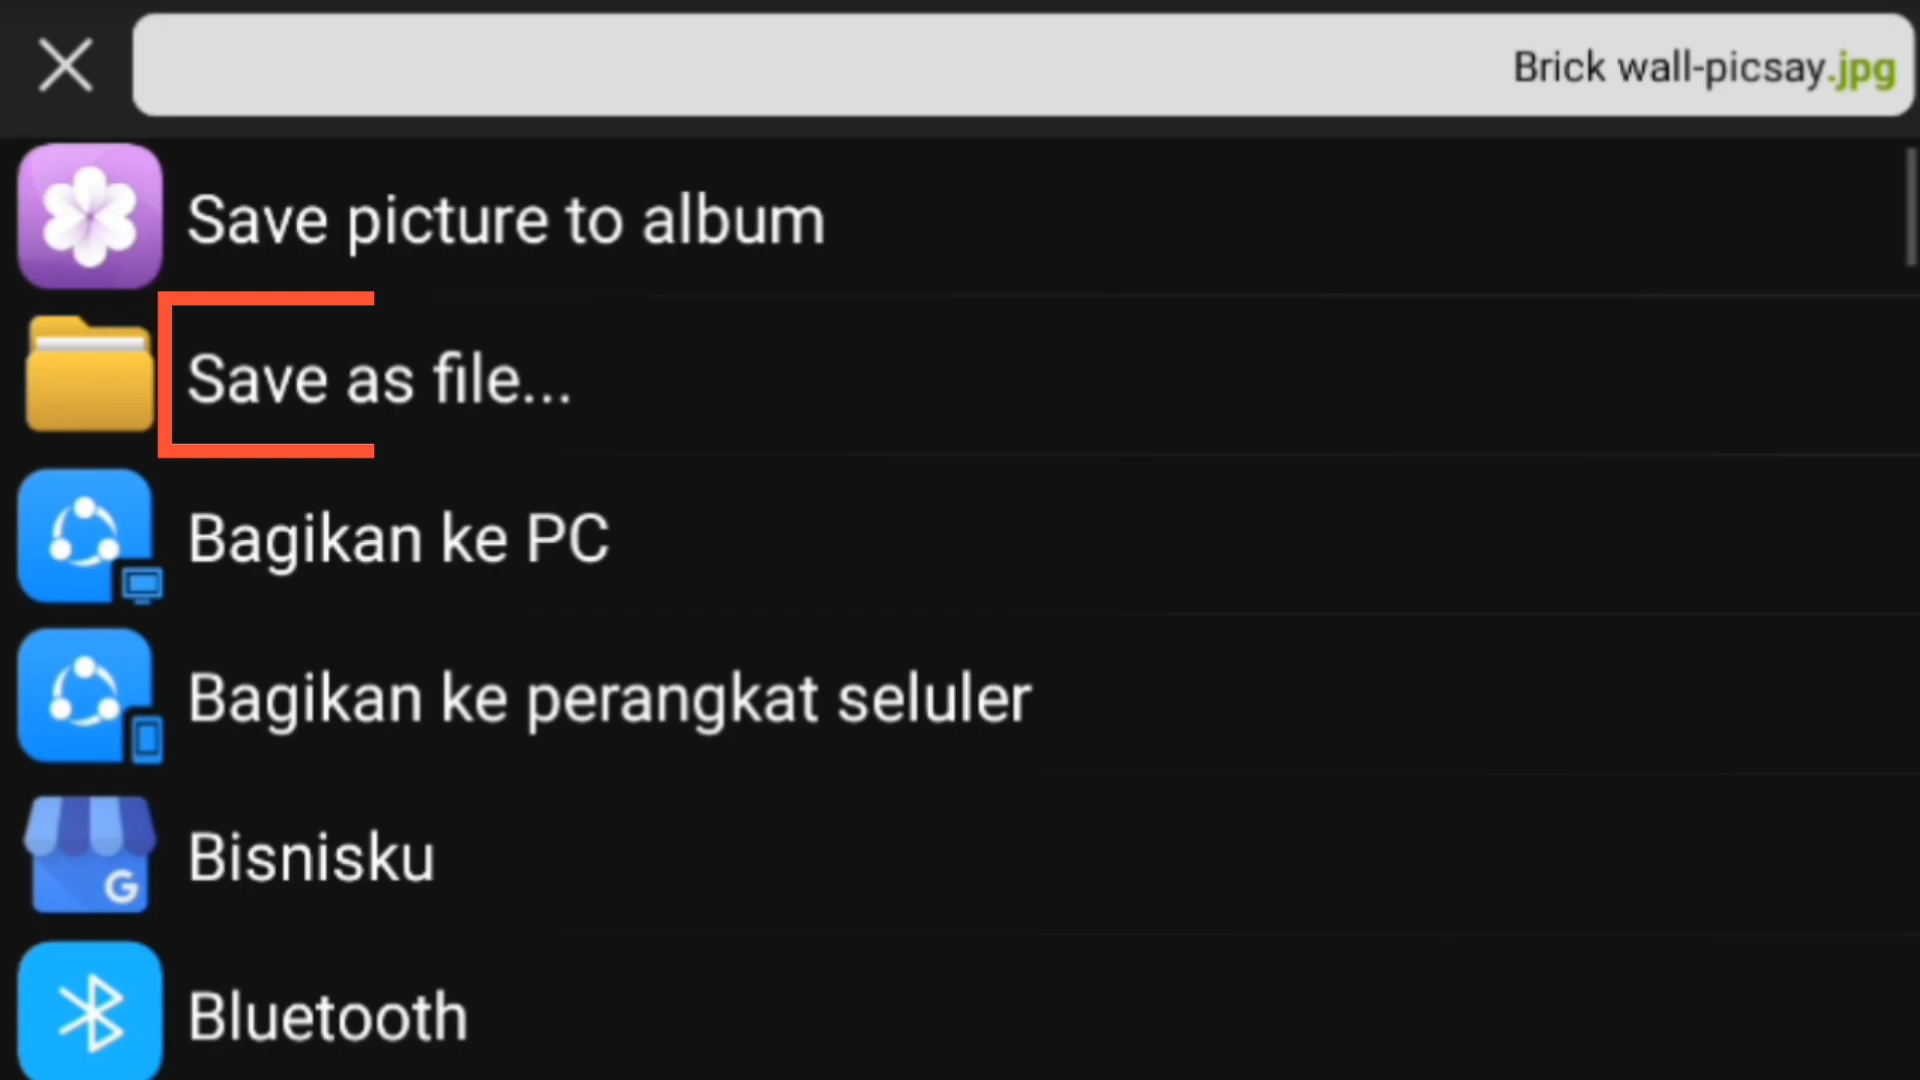 Brick wall-picsay.jpg
Save picture to album
Save as file...
Bagikan ke PC
Bagikan ke perangkat seluler
Bisnisku
G
Bluetooth